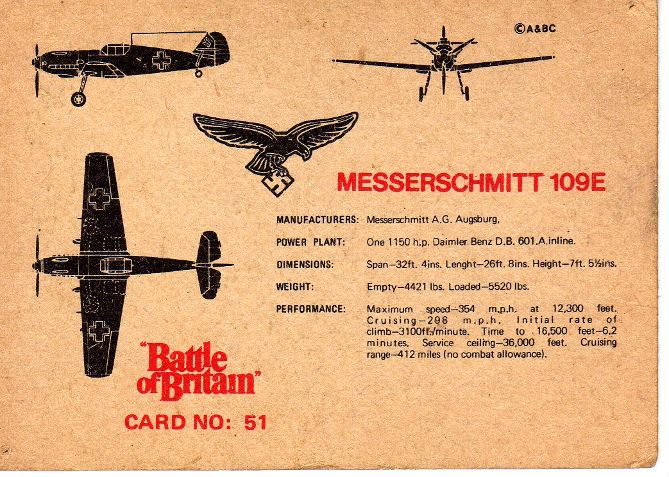 ©A&BC
MESSERSCHMITT 109E
MANUFACTURERS: Messerschmitt A.G. Augsburg,
POWER PLANT: One 1150 h.p. Daimler Benz D.B. 601.A.inline.
DIMENSIONS: Span—32ft. 4ins. Lenght—26ft. 8ins. Height—7ft. 5½ins.
WEIGHT: Empty—4421 lbs. Loaded—5520 lbs.
PERFORMANCE: Maximum speed—354 m.p.h. at 12,300 feet.
Cruising—298 m.p.h. Initial rate of
climb—3100ft./minute. Time to 16,500 feet—6.2
minutes, Service ceiling—36,000 feet. Cruising
range—412 miles (no combat allowance).
"Battle
of Britain"
CARD NO: 51